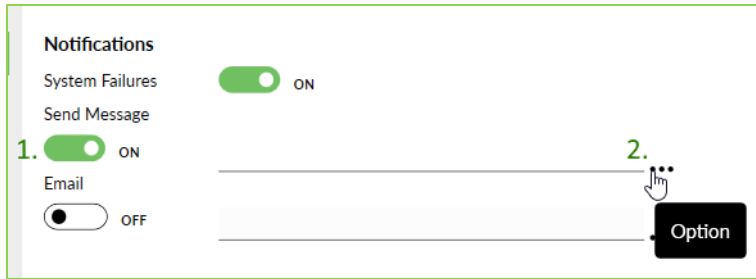 Notifications
System Failures ON
Send Message
1. ON 2. ...
Email
OFF Option